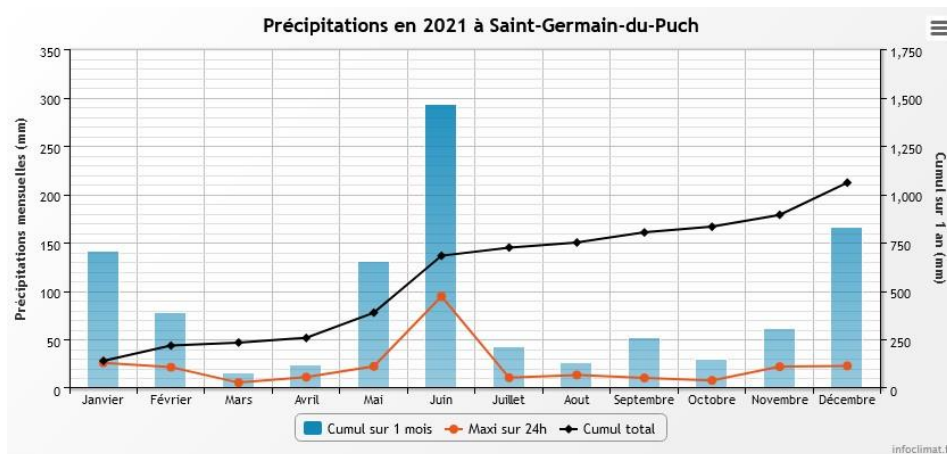 Précipitations en 2021 à Saint-Germain-du-Puch
350
300
250
200
150
100
50
0
Précipitations mensuelles (mm)
1,750
1,500
1,250
1,000
750
500
250
0
Cumul sur 1 an (mm)
Janvier Février Mars Avril Mai Juin Juillet Aout Septembre Octobre Novembre Décembre
Cumul sur 1 mois Maxi sur 24h Cumul total
infoclimat.f